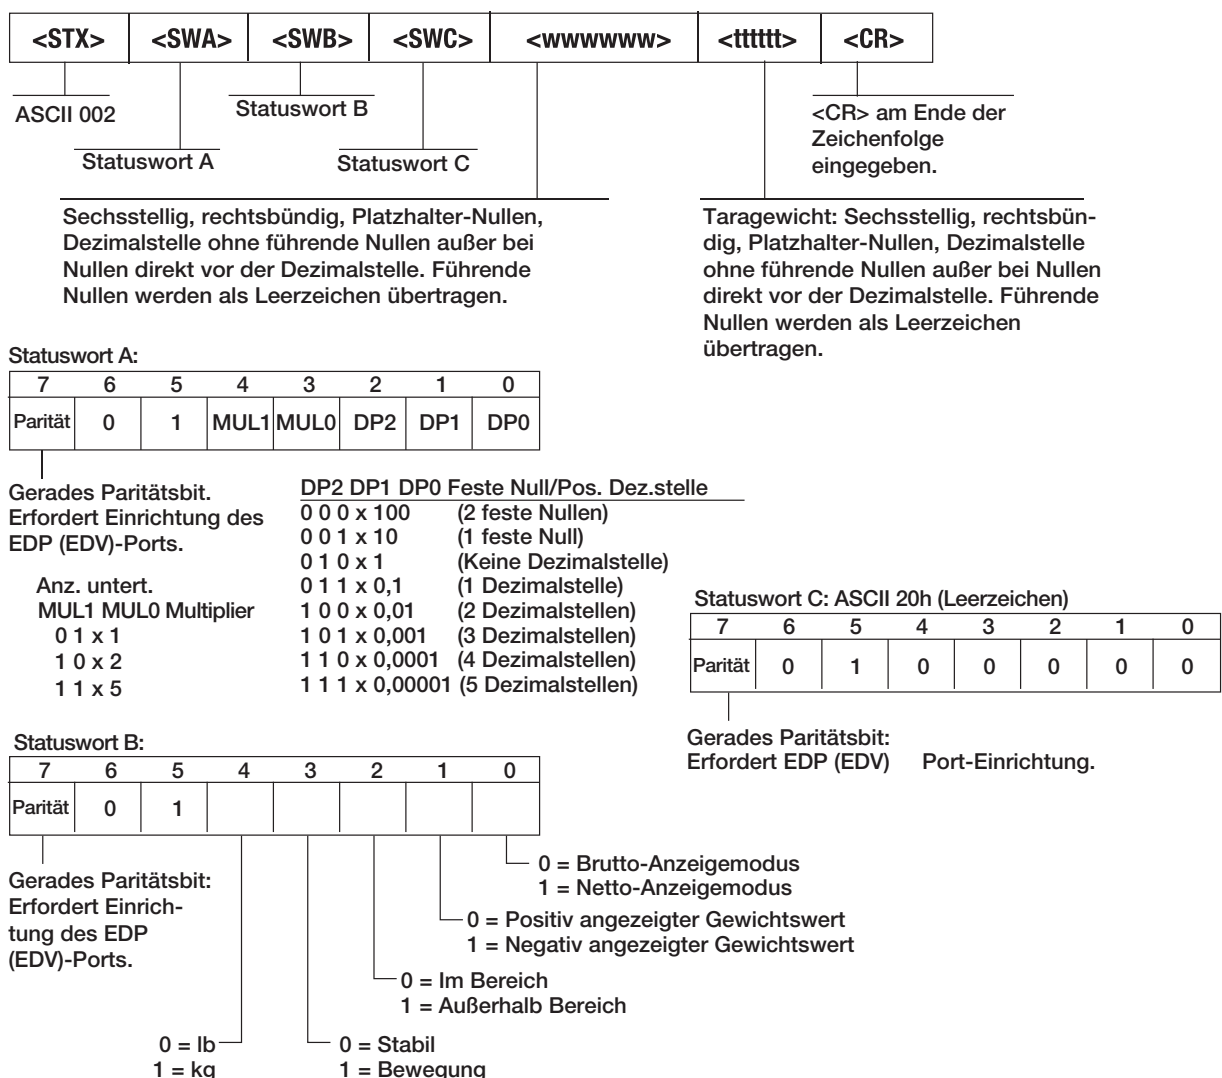 <STX> <SWA> <SWB> <SWC> <wwwwww> <tttttt> <CR>
ASCII 002
Statuswort A
Statuswort B
Statuswort C
<CR> am Ende der
Zeichenfolge
eingegeben.
Sechsstellig, rechtsbündig, Platzhalter-Nullen,
Dezimalstelle ohne führende Nullen außer bei
Nullen direkt vor der Dezimalstelle. Führende
Nullen werden als Leerzeichen übertragen.
Taragewicht: Sechsstellig, rechtsbün-
dig, Platzhalter-Nullen, Dezimalstelle
ohne führende Nullen außer bei Nullen
direkt vor der Dezimalstelle. Führende
Nullen werden als Leerzeichen
übertragen.
Statuswort A:
7 6 5 4 3 2 1 0
Parität 0 1 MUL1 MUL0 DP2 DP1 DP0
Gerades Paritätsbit.
Erfordert Einrichtung des
EDP (EDV)-Ports.
Anz. untert.
MUL1 MUL0 Multiplier
0 1 x 1
1 0 x 2
1 1 x 5
DP2 DP1 DP0 Feste Null/Pos. Dez.stelle
0 0 0 x 100 (2 feste Nullen)
0 0 1 x 10 (1 feste Null)
0 1 0 x 1 (Keine Dezimalstelle)
0 1 1 x 0,1 (1 Dezimalstelle)
1 0 0 x 0,01 (2 Dezimalstellen)
1 0 1 x 0,001 (3 Dezimalstellen)
1 1 0 x 0,0001 (4 Dezimalstellen)
1 1 1 x 0,00001 (5 Dezimalstellen)
Statuswort C: ASCII 20h (Leerzeichen)
7 6 5 4 3 2 1 0
Parität 0 1 0 0 0 0 0
Gerades Paritätsbit:
Erfordert EDP (EDV) Port-Einrichtung.
Statuswort B:
7 6 5 4 3 2 1 0
Parität 0 1
Gerades Paritätsbit:
Erfordert Einrich-
tung des EDP
(EDV)-Ports.
0 = Brutto-Anzeigemodus
1 = Netto-Anzeigemodus
0 = Positiv angezeigter Gewichtswert
1 = Negativ angezeigter Gewichtswert
0 = Im Bereich
1 = Außerhalb Bereich
0 = lb
1 = kg
0 = Stabil
1 = Bewegung